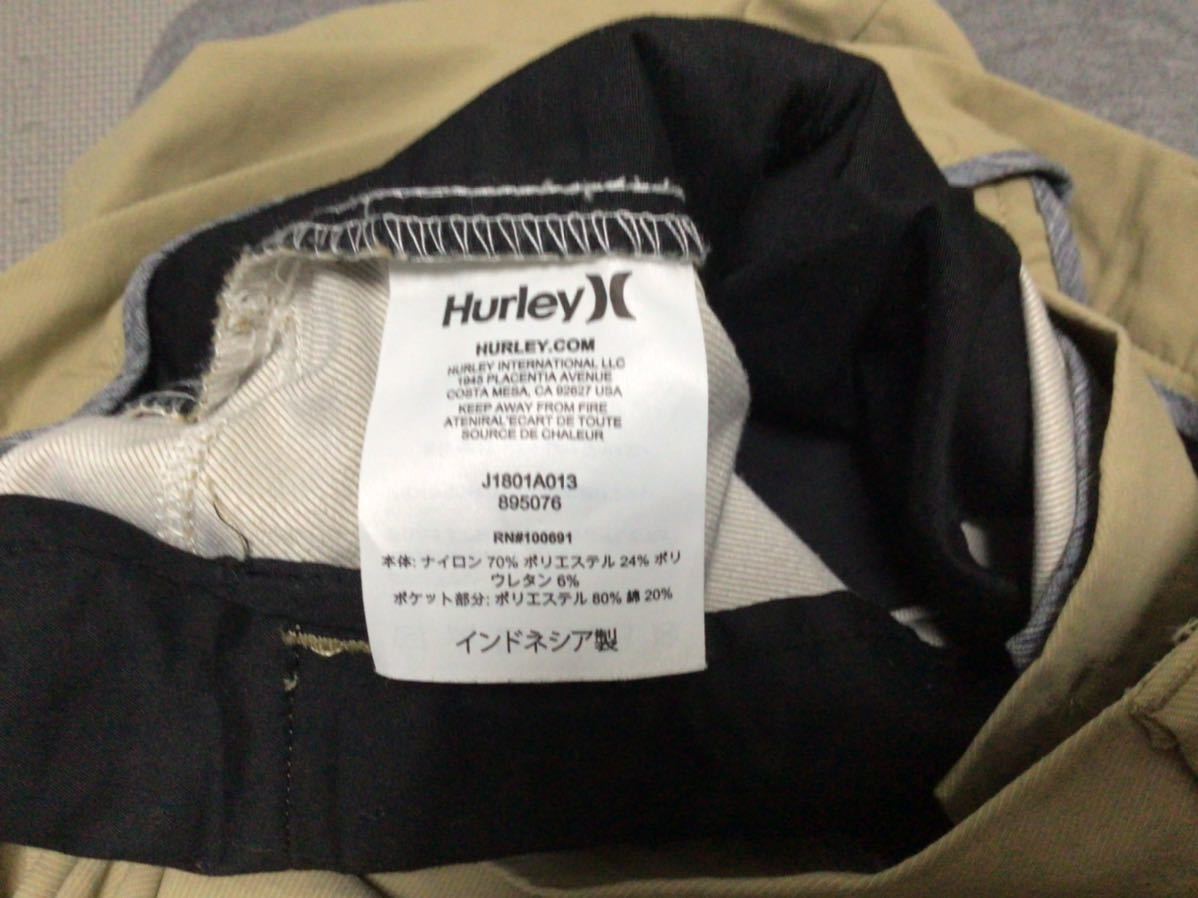 Hurley
HURLEY.COM
HURLEY INTERNATIONAL LLC
1945 PLACENTIA AVENUE
COSTA MESA, CA 92627 USA
KEEP AWAY FROM FIRE
ATENIRAL'ECART DE TOUTE
SOURCE DE CHALEUR
J1801A013
895076
RN#100691
本体: ナイロン 70% ポリエステル 24% ポリ
ウレタン 6%
ポケット部分: ポリエステル 80% 綿 20%
インドネシア製